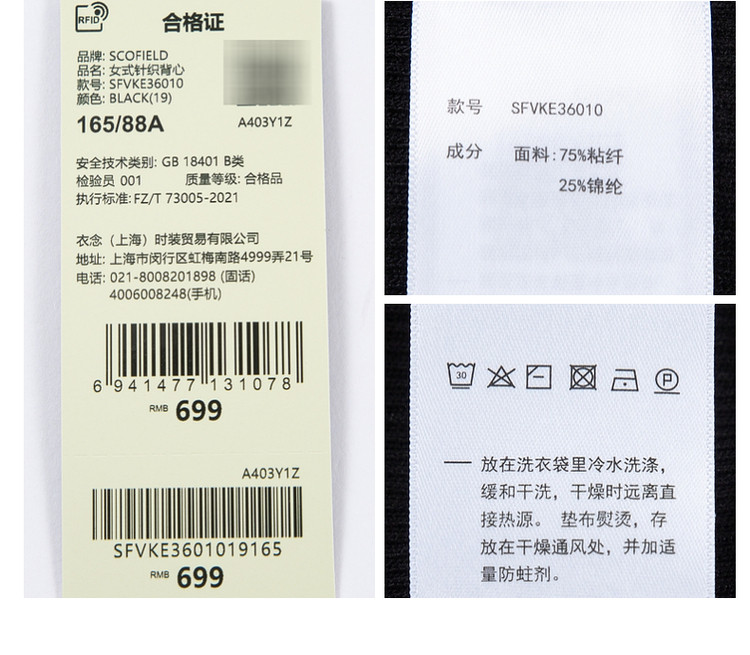 RFID
合格证
品牌: SCOFIELD
品名: 女式针织背心
款号: SFVKE36010
颜色: BLACK(19)
165/88A
A403Y1Z
安全技术类别: GB 18401 B类
检验员 001 质量等级: 合格品
执行标准: FZ/T 73005-2021
衣念（上海）时装贸易有限公司
地址: 上海市闵行区虹梅南路4999弄21号
电话: 021-8008201898 (固话)
4006008248(手机)
6 941477 131078
RMB 699
A403Y1Z
SFVKE3601019165
RMB 699
款号 SFVKE36010
成分 面料:75%粘纤
25%锦纶
30
P
一 放在洗衣袋里冷水洗涤,
缓和干洗，干燥时远离直
接热源。 垫布熨烫，存
放在干燥通风处，并加适
量防蛀剂。